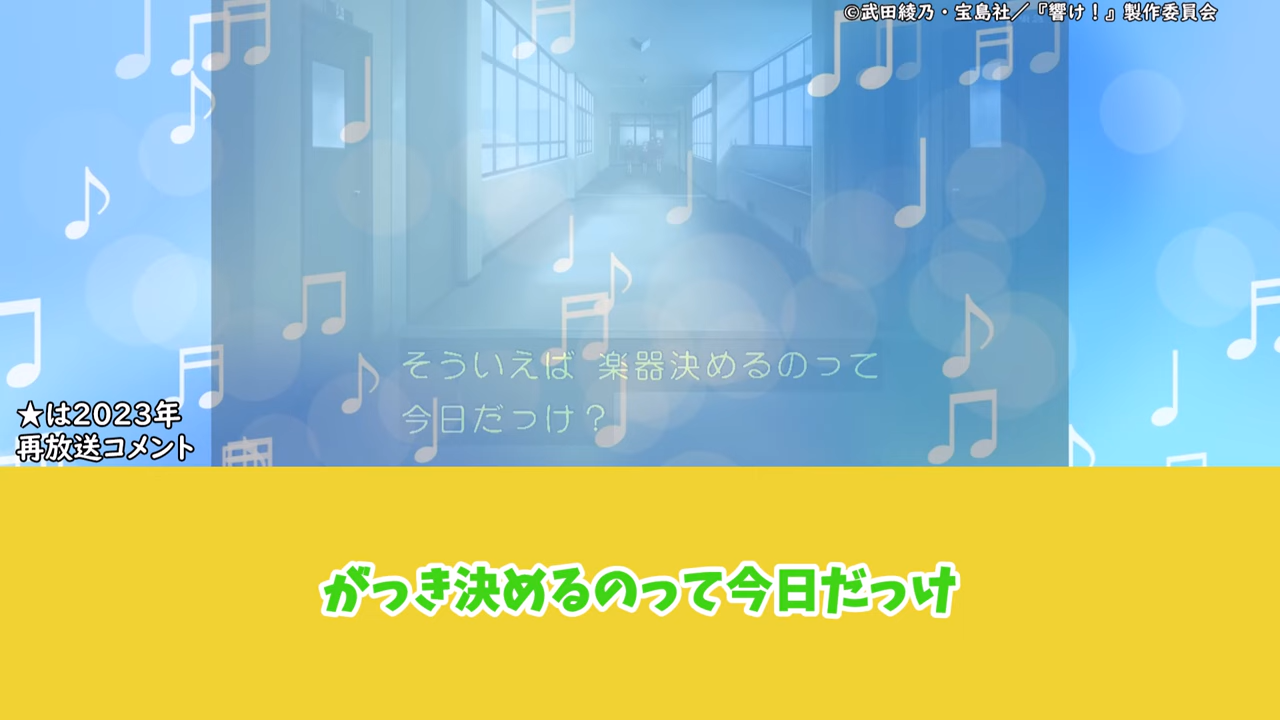 ©武田綾乃・宝島社／『響け！』製作委員会
そういえば 楽器決めるのって
今日だっけ？
★は2023年
再放送コメント
がっき決めるのって今日だっけ